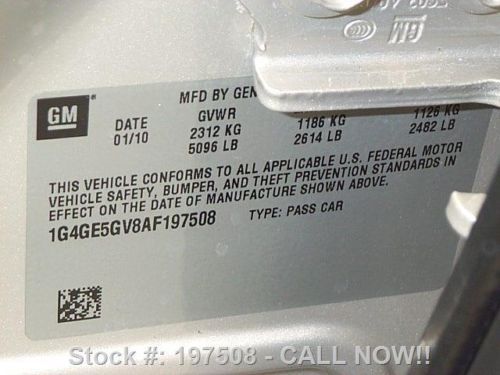 GM
MFD BY GEN
DATE GVWR
01/10 2312 KG 1186 KG 1126 KG
5096 LB 2614 LB 2482 LB
THIS VEHICLE CONFORMS TO ALL APPLICABLE U.S. FEDERAL MOTOR
VEHICLE SAFETY, BUMPER, AND THEFT PREVENTION STANDARDS IN
EFFECT ON THE DATE OF MANUFACTURE SHOWN ABOVE.
1G4GE5GV8AF197508 TYPE: PASS CAR
GM
Stock #: 197508 - CALL NOW!!